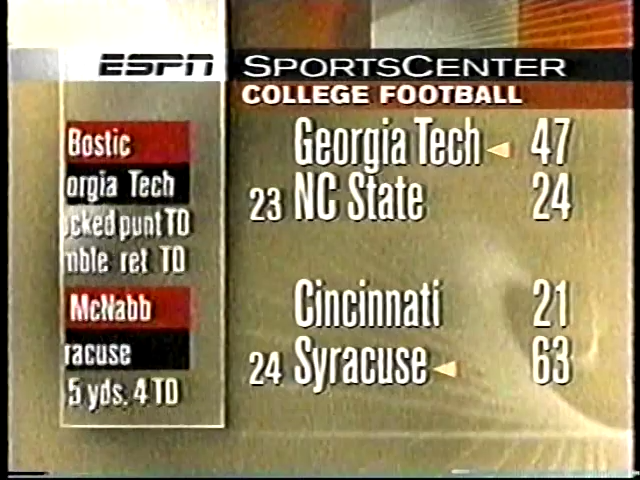 ESPN SPORTSCENTER
COLLEGE FOOTBALL
Bostic
orgia Tech
ocked punt TD
mble ret TD
McNabb
racuse
5 yds, 4 TD
Georgia Tech 47
23 NC State 24
Cincinnati 21
24 Syracuse 63